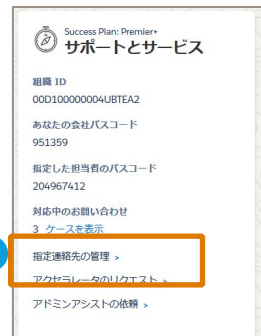 Success Plan: Premier+
サポートとサービス
組織 ID
00D100000004UBTEA2
あなたの会社パスコード
951359
指定した担当者のパスコード
204967412
対応中のお問い合わせ
3 ケースを表示
指定連絡先の管理 >
アクセラレータのリクエスト >
アドミンアシストの依頼 >